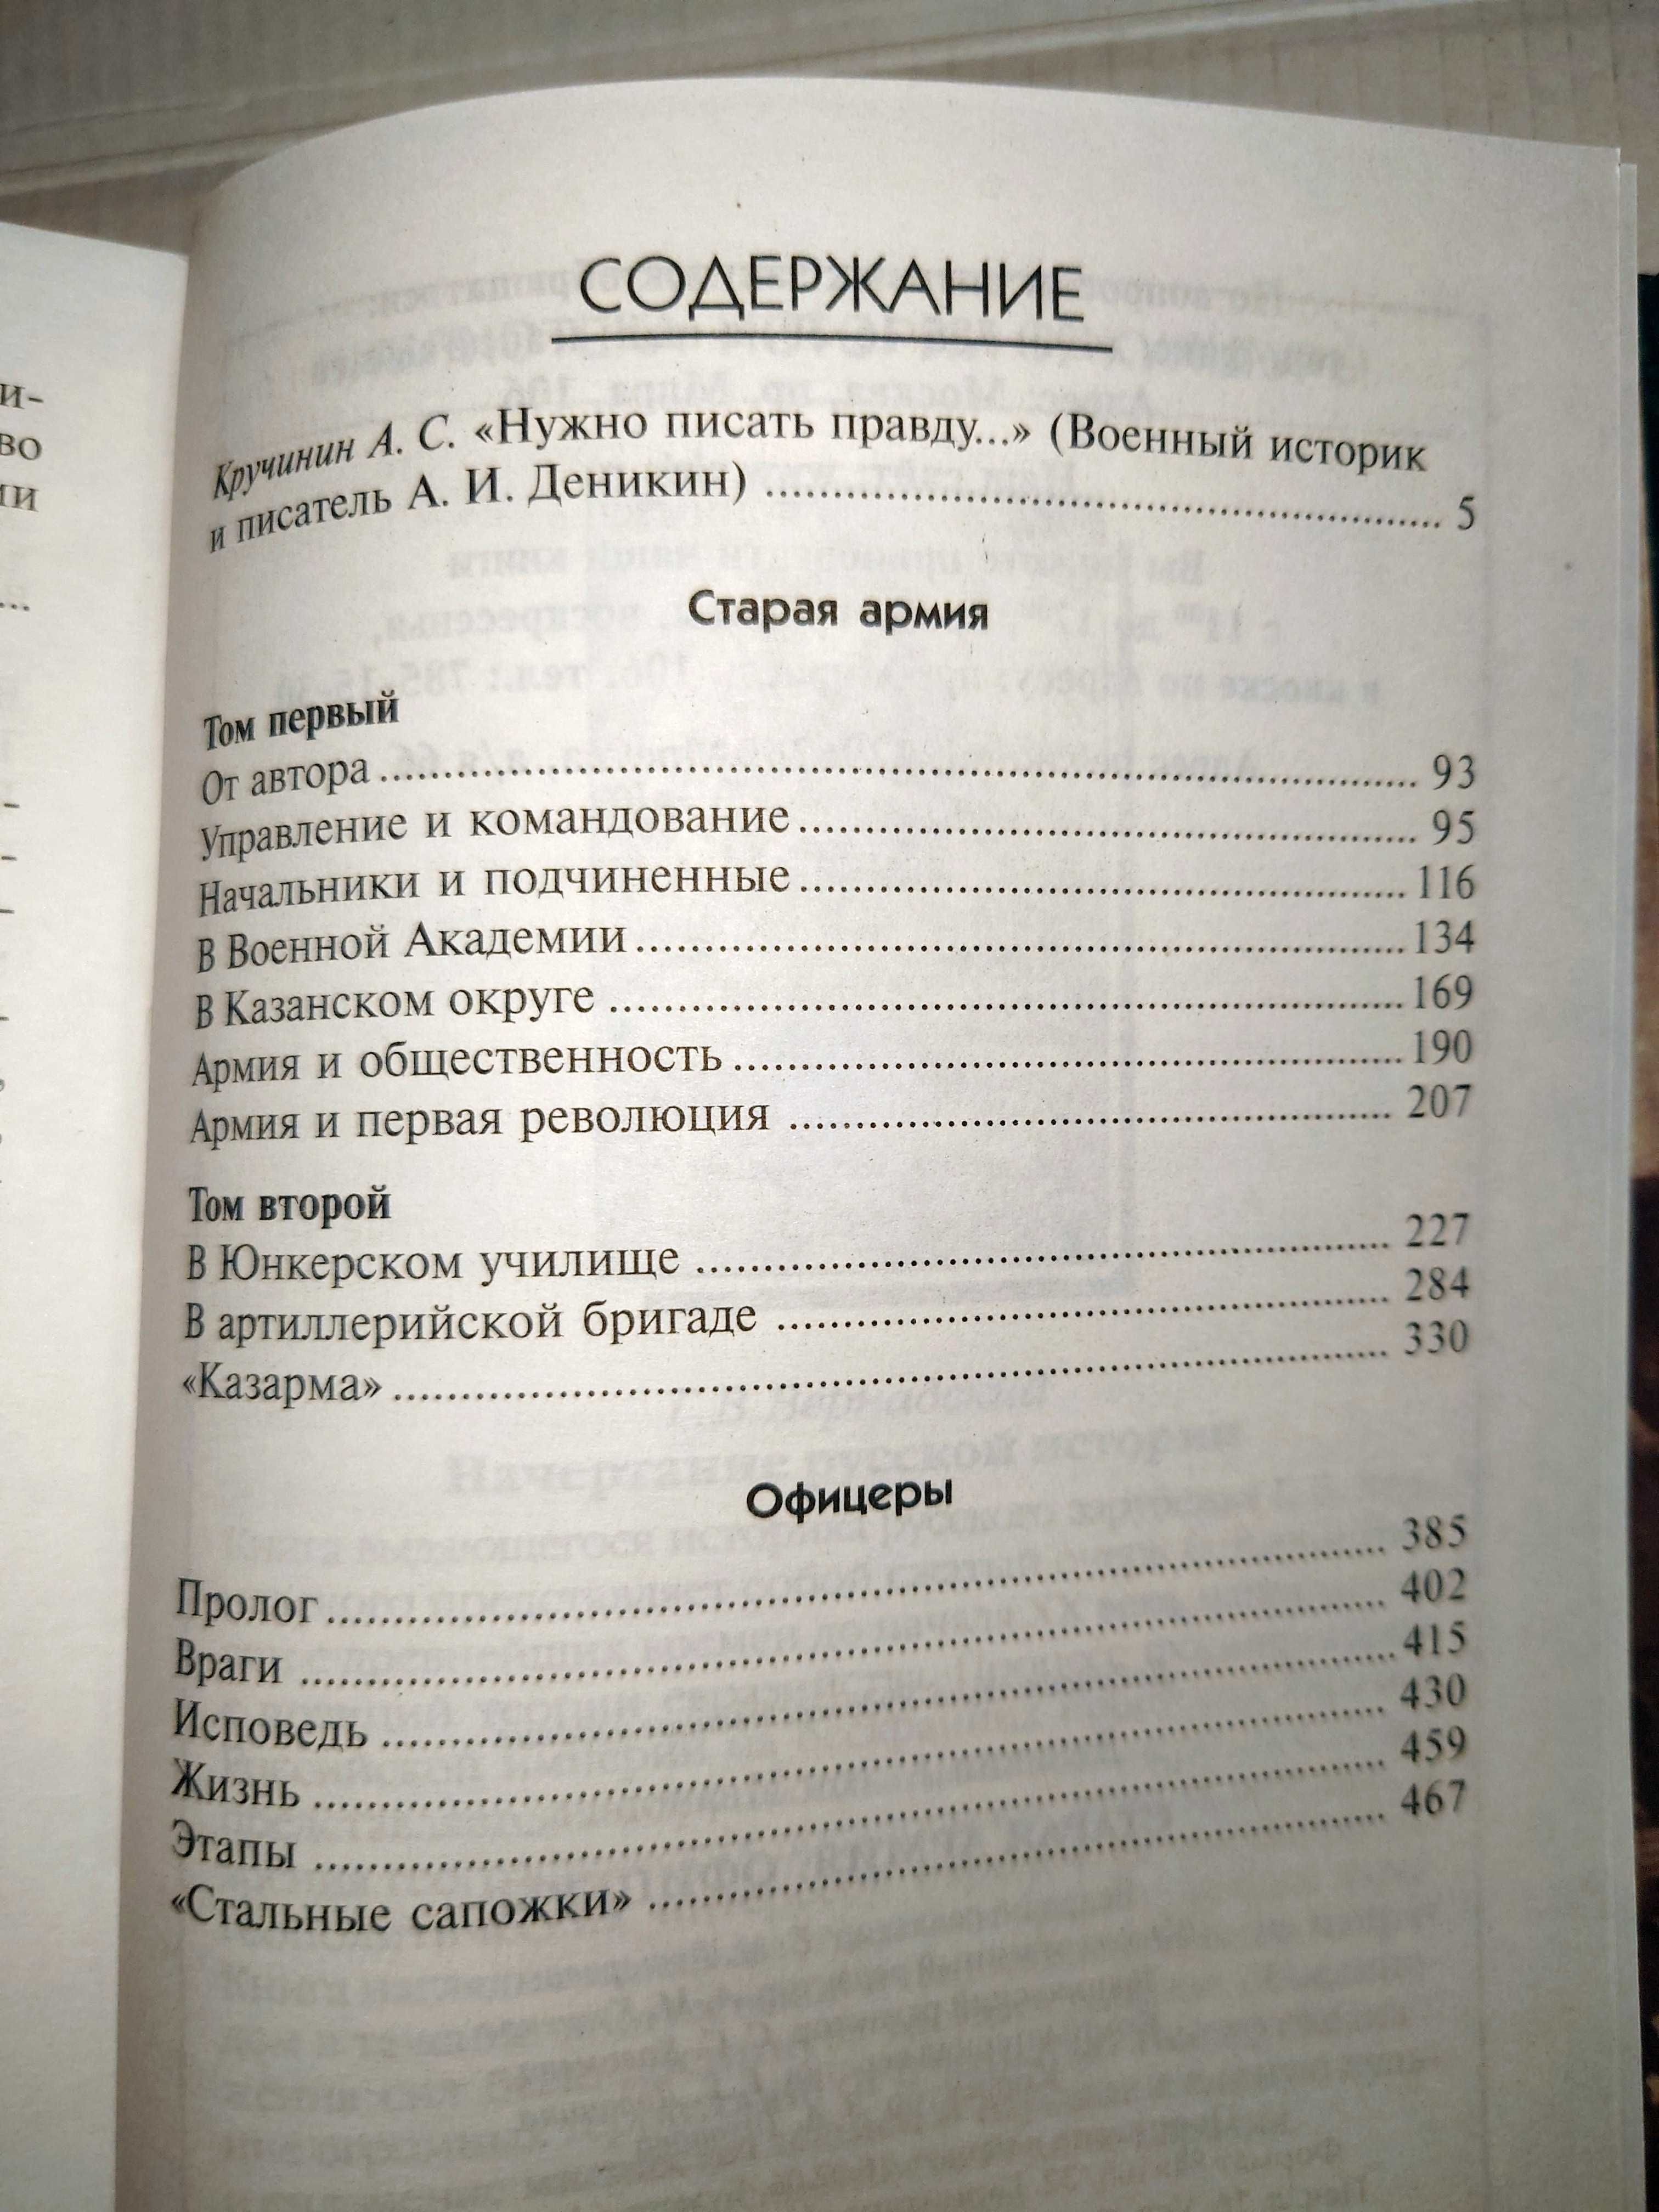 СОДЕРЖАНИЕ
Кручинин А. С. «Нужно писать правду...» (Военный историк
и писатель А. И. Деникин) ........ 5
Старая армия
Том первый
От автора ........ 93
Управление и командование ........ 95
Начальники и подчиненные ........ 116
В Военной Академии ........ 134
В Казанском округе ........ 169
Армия и общественность ........ 190
Армия и первая революция ........ 207
Том второй
В Юнкерском училище ........ 227
В артиллерийской бригаде ........ 284
«Казарма» ........ 330
Офицеры
Пролог ........ 385
Враги ........ 402
Исповедь ........ 415
Жизнь ........ 430
Этапы ........ 459
«Стальные сапожки» ........ 467